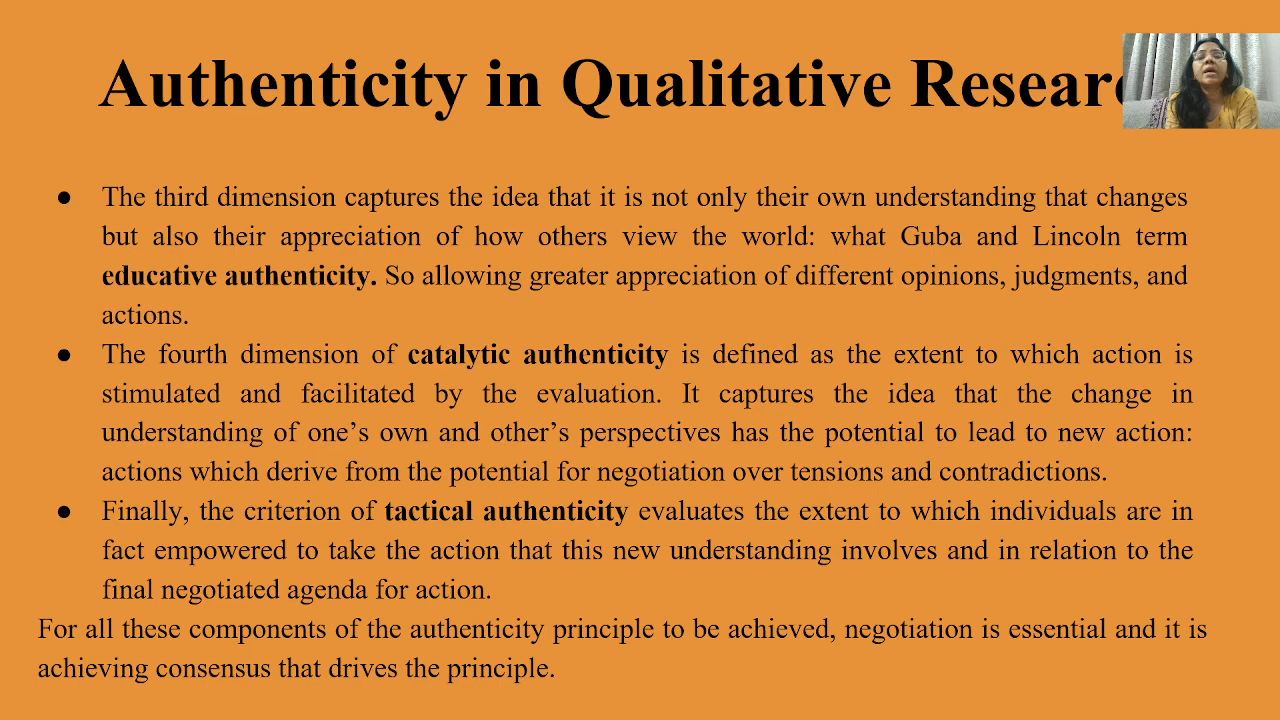 Authenticity in Qualitative
● The third dimension captures the idea that it is not only their own understanding that changes
but also their appreciation of how others view the world: what Guba and Lincoln term
educative authenticity. So allowing greater appreciation of different opinions, judgments, and
actions.
● The fourth dimension of catalytic authenticity is defined as the extent to which action is
stimulated and facilitated by the evaluation. It captures the idea that the change in
understanding of one’s own and other’s perspectives has the potential to lead to new action:
actions which derive from the potential for negotiation over tensions and contradictions.
● Finally, the criterion of tactical authenticity evaluates the extent to which individuals are in
fact empowered to take the action that this new understanding involves and in relation to the
final negotiated agenda for action.
For all these components of the authenticity principle to be achieved, negotiation is essential and it is
achieving consensus that drives the principle.